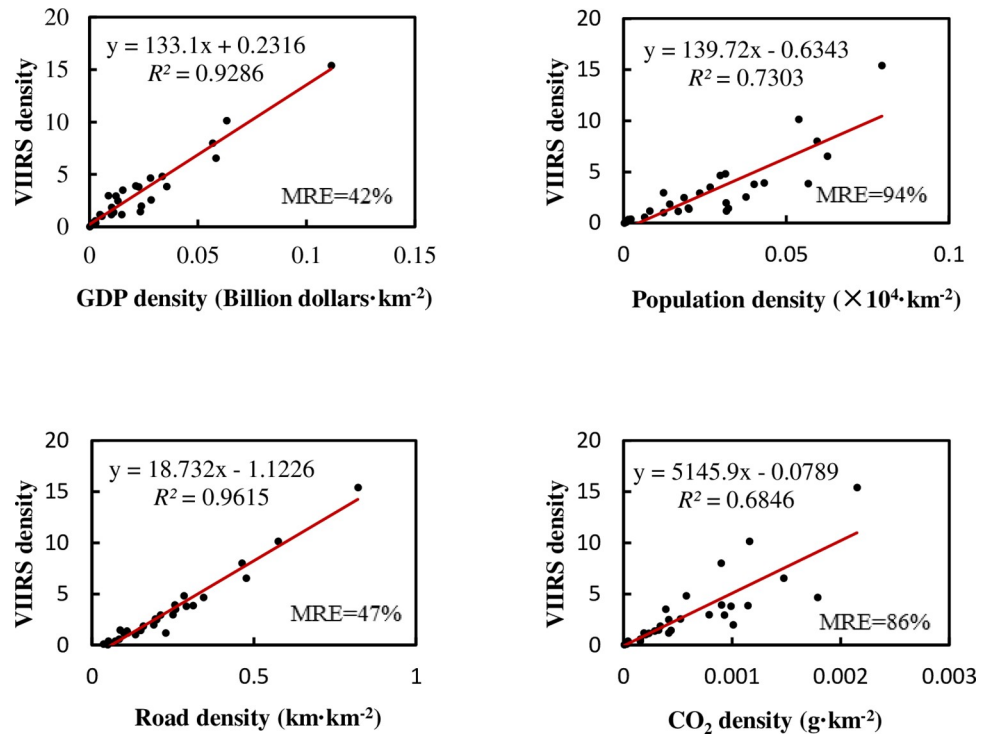 20
15
10
5
0
VIIRS density
y = 133.1x + 0.2316
R² = 0.9286
MRE=42%
0 0.05 0.1 0.15
GDP density (Billion dollars·km⁻²)
20
15
10
5
0
VIIRS density
y = 139.72x - 0.6343
R² = 0.7303
MRE=94%
0 0.05 0.1
Population density (×10⁴·km⁻²)
20
15
10
5
0
VIIRS density
y = 18.732x - 1.1226
R² = 0.9615
MRE=47%
0 0.5 1
Road density (km·km⁻²)
20
15
10
5
0
VIIRS density
y = 5145.9x - 0.0789
R² = 0.6846
MRE=86%
0 0.001 0.002 0.003
CO₂ density (g·km⁻²)